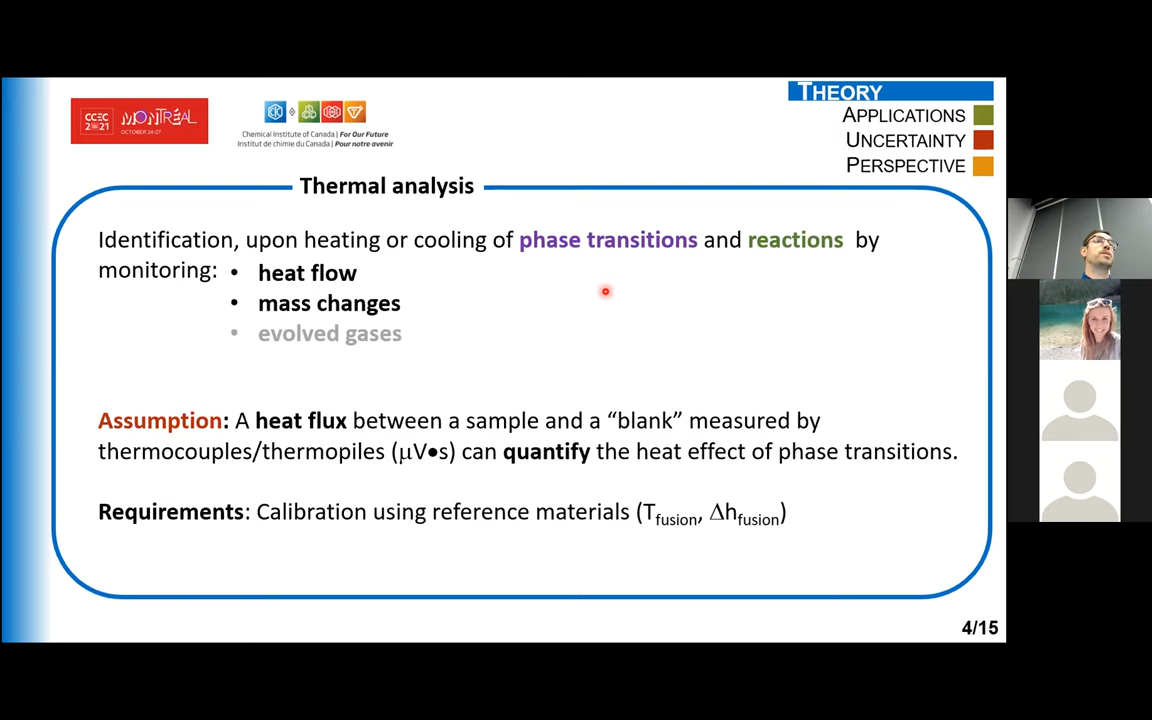 CCEC
2021
MONTRÉAL
OCTOBER 24-27
Chemical Institute of Canada | For Our Future
Institut de chimie du Canada | Pour notre avenir
THEORY
APPLICATIONS
UNCERTAINTY
PERSPECTIVE
Thermal analysis
Identification, upon heating or cooling of phase transitions and reactions by
monitoring: • heat flow
• mass changes
• evolved gases
Assumption: A heat flux between a sample and a “blank” measured by
thermocouples/thermopiles (μV•s) can quantify the heat effect of phase transitions.
Requirements: Calibration using reference materials (Tfusion, Δhfusion)
4/15